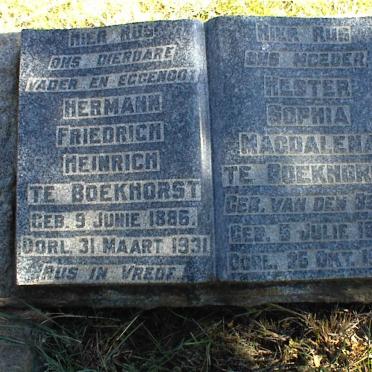 HIER RUS
ONS DIERBARE
VADER EN EGGENOOT
HERMANN
FRIEDRICH
HEINRICH
TE BOEKHORST
GEB. 9 JUNIE 1886
OORL. 31 MAART 1931
RUS IN VREDE
HIER RUS
ONS MOEDER
HESTER
SOPHIA
MAGDALENA
TE BOEKHOR
GEB. VAN DEN
GEB. 5 JULIE
OORL. 25 OKT.